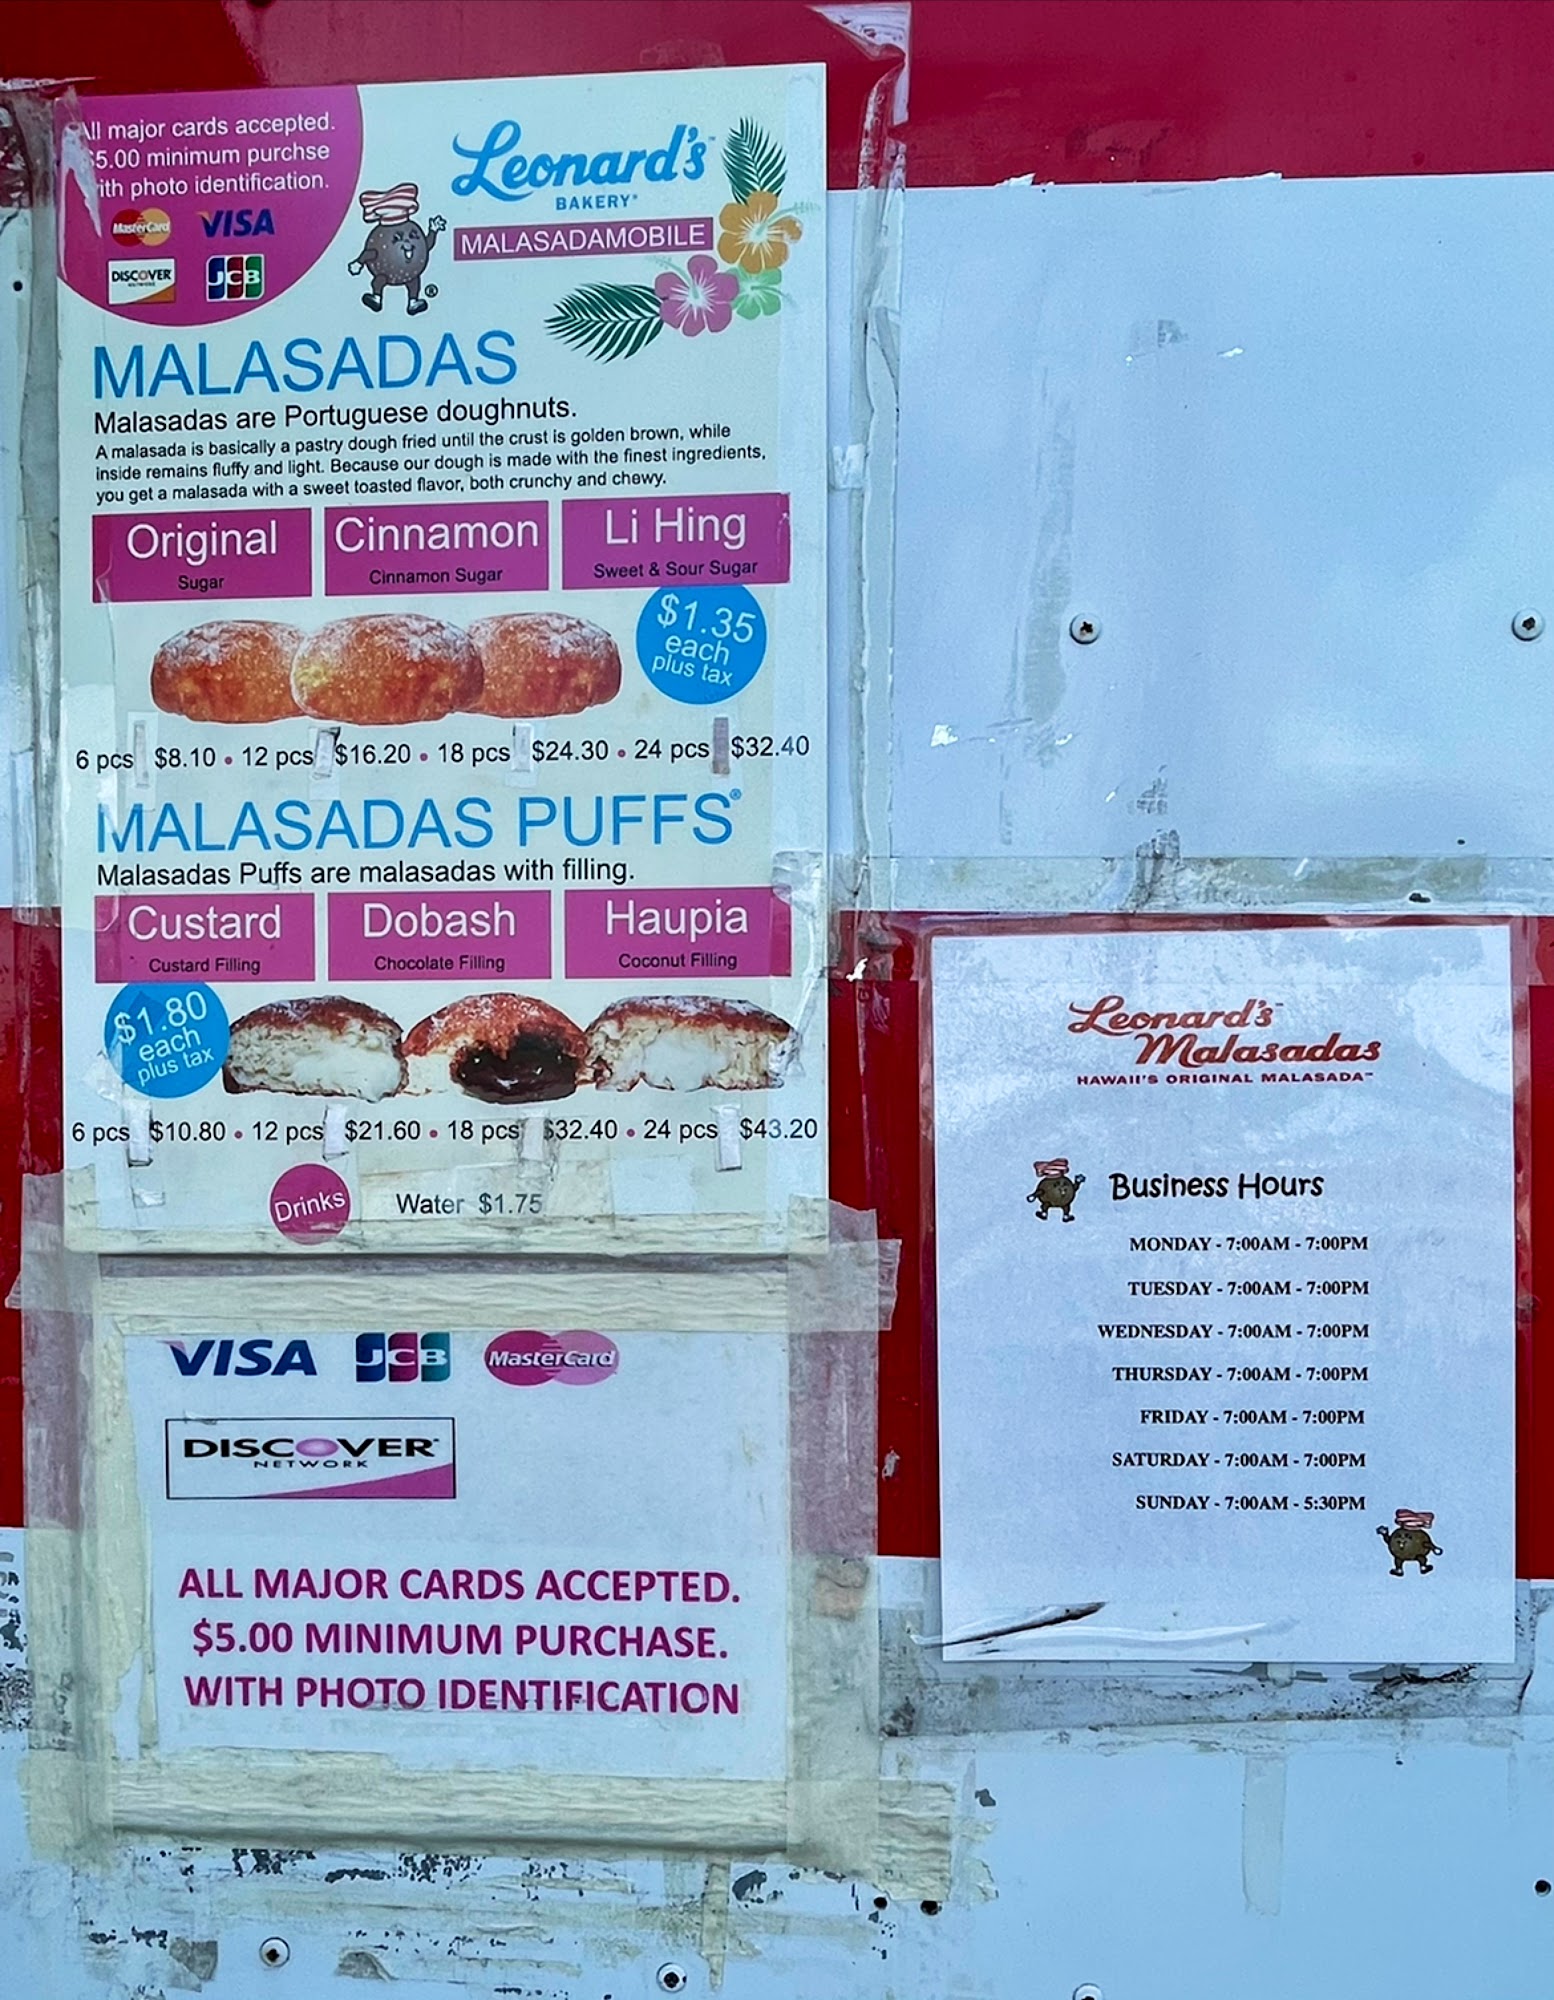 All major cards accepted.
$5.00 minimum purchse
ith photo identification.
MasterCard VISA
DISCOVER JCB
Leonard's™
BAKERY®
MALASADAMOBILE
®
MALASADAS
Malasadas are Portuguese doughnuts.
A malasada is basically a pastry dough fried until the crust is golden brown, while
inside remains fluffy and light. Because our dough is made with the finest ingredients,
you get a malasada with a sweet toasted flavor, both crunchy and chewy.
Original
Sugar
Cinnamon
Cinnamon Sugar
Li Hing
Sweet & Sour Sugar
$1.35
each
plus tax
6 pcs $8.10 • 12 pcs $16.20 • 18 pcs $24.30 • 24 pcs $32.40
MALASADAS PUFFS®
Malasadas Puffs are malasadas with filling.
Custard
Custard Filling
Dobash
Chocolate Filling
Haupia
Coconut Filling
$1.80
each
plus tax
6 pcs $10.80 • 12 pcs $21.60 • 18 pcs $32.40 • 24 pcs $43.20
Drinks Water $1.75
VISA JCB MasterCard
DISCOVER®
NETWORK
ALL MAJOR CARDS ACCEPTED.
$5.00 MINIMUM PURCHASE.
WITH PHOTO IDENTIFICATION
Leonard's™
Malasadas
HAWAII'S ORIGINAL MALASADA™
Business Hours
MONDAY - 7:00AM - 7:00PM
TUESDAY - 7:00AM - 7:00PM
WEDNESDAY - 7:00AM - 7:00PM
THURSDAY - 7:00AM - 7:00PM
FRIDAY - 7:00AM - 7:00PM
SATURDAY - 7:00AM - 7:00PM
SUNDAY - 7:00AM - 5:30PM